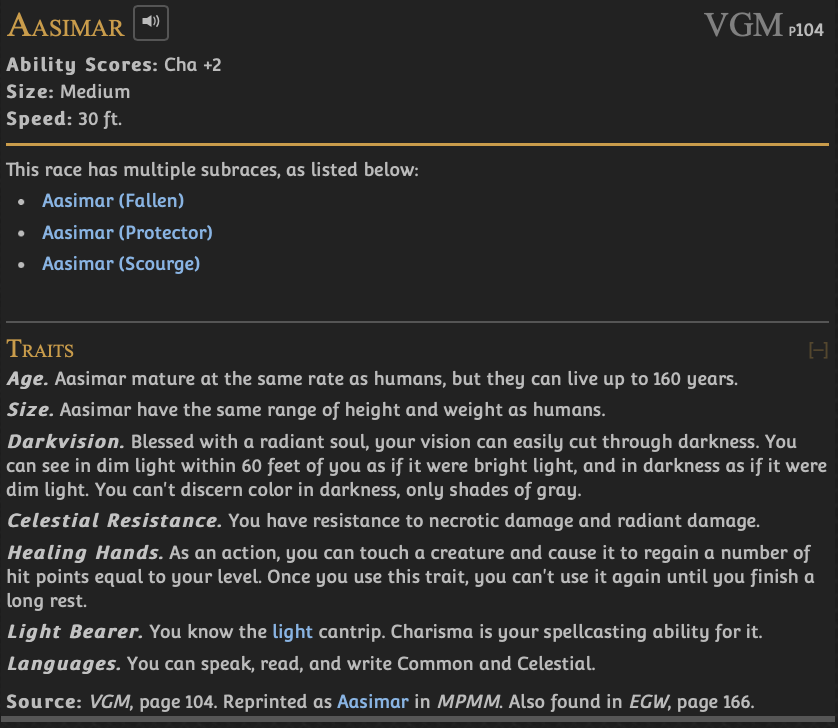 Aasimar VGM p104
Ability Scores: Cha +2
Size: Medium
Speed: 30 ft.
This race has multiple subraces, as listed below:
• Aasimar (Fallen)
• Aasimar (Protector)
• Aasimar (Scourge)
Traits [–]
Age. Aasimar mature at the same rate as humans, but they can live up to 160 years.
Size. Aasimar have the same range of height and weight as humans.
Darkvision. Blessed with a radiant soul, your vision can easily cut through darkness. You
can see in dim light within 60 feet of you as if it were bright light, and in darkness as if it were
dim light. You can't discern color in darkness, only shades of gray.
Celestial Resistance. You have resistance to necrotic damage and radiant damage.
Healing Hands. As an action, you can touch a creature and cause it to regain a number of
hit points equal to your level. Once you use this trait, you can't use it again until you finish a
long rest.
Light Bearer. You know the light cantrip. Charisma is your spellcasting ability for it.
Languages. You can speak, read, and write Common and Celestial.
Source: VGM, page 104. Reprinted as Aasimar in MPMM. Also found in EGW, page 166.